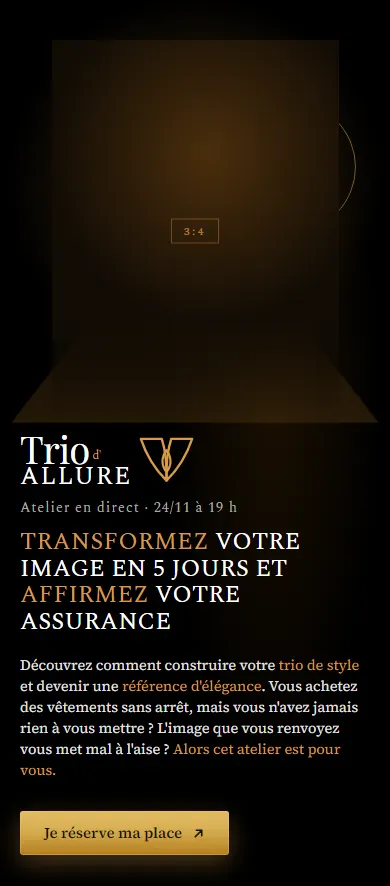 3:4
Trio d'
ALLURE
Atelier en direct · 24/11 à 19 h
TRANSFORMEZ VOTRE
IMAGE EN 5 JOURS ET
AFFIRMEZ VOTRE
ASSURANCE
Découvrez comment construire votre trio de style
et devenir une référence d'élégance. Vous achetez
des vêtements sans arrêt, mais vous n'avez jamais
rien à vous mettre ? L'image que vous renvoyez
vous met mal à l'aise ? Alors cet atelier est pour
vous.
Je réserve ma place ↗